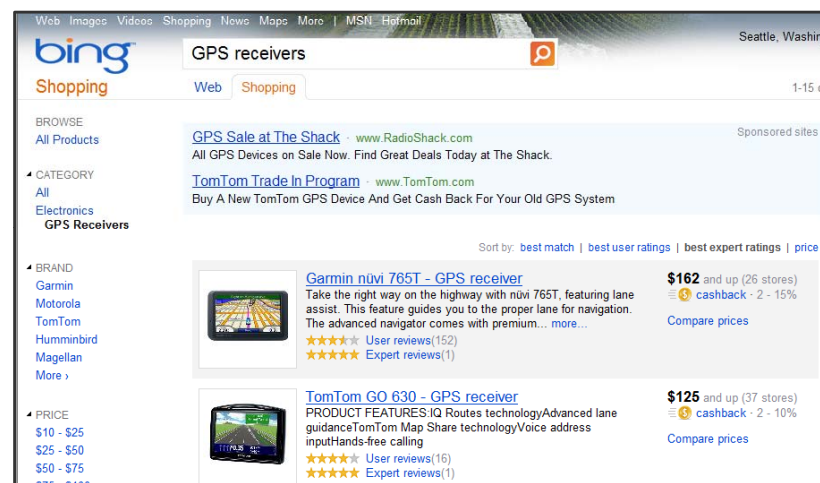 Web Images Videos Shopping News Maps More | MSN Hotmail
Seattle, Washin
bing
GPS receivers
Shopping
Web Shopping
1-15
BROWSE
All Products
CATEGORY
All
Electronics
GPS Receivers
BRAND
Garmin
Motorola
TomTom
Humminbird
Magellan
More ›
PRICE
$10 - $25
$25 - $50
$50 - $75
Sponsored sites
GPS Sale at The Shack · www.RadioShack.com
All GPS Devices on Sale Now. Find Great Deals Today at The Shack.
TomTom Trade In Program · www.TomTom.com
Buy A New TomTom GPS Device And Get Cash Back For Your Old GPS System
Sort by: best match | best user ratings | best expert ratings | price
Garmin nüvi 765T - GPS receiver
Take the right way on the highway with nüvi 765T, featuring lane
assist. This feature guides you to the proper lane for navigation.
The advanced navigator comes with premium... more...
User reviews(152)
Expert reviews(1)
$162 and up (26 stores)
cashback · 2 - 15%
Compare prices
TomTom GO 630 - GPS receiver
PRODUCT FEATURES:IQ Routes technologyAdvanced lane
guidanceTomTom Map Share technologyVoice address
inputHands-free calling
User reviews(16)
Expert reviews(1)
$125 and up (37 stores)
cashback · 2 - 10%
Compare prices